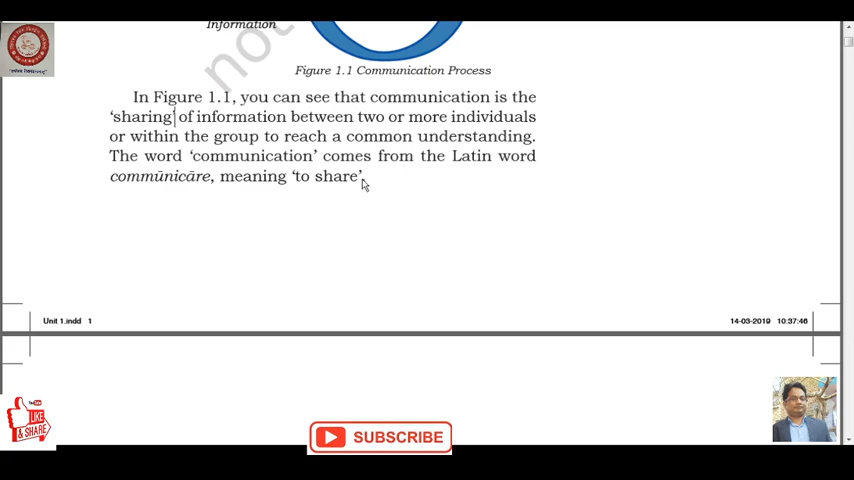 Information
not
Figure 1.1 Communication Process
In Figure 1.1, you can see that communication is the
‘sharing’ of information between two or more individuals
or within the group to reach a common understanding.
The word ‘communication’ comes from the Latin word
commūnicāre, meaning ‘to share’.
Unit 1.indd 1
14-03-2019 10:37:46
LIKE
& SHARE
SUBSCRIBE